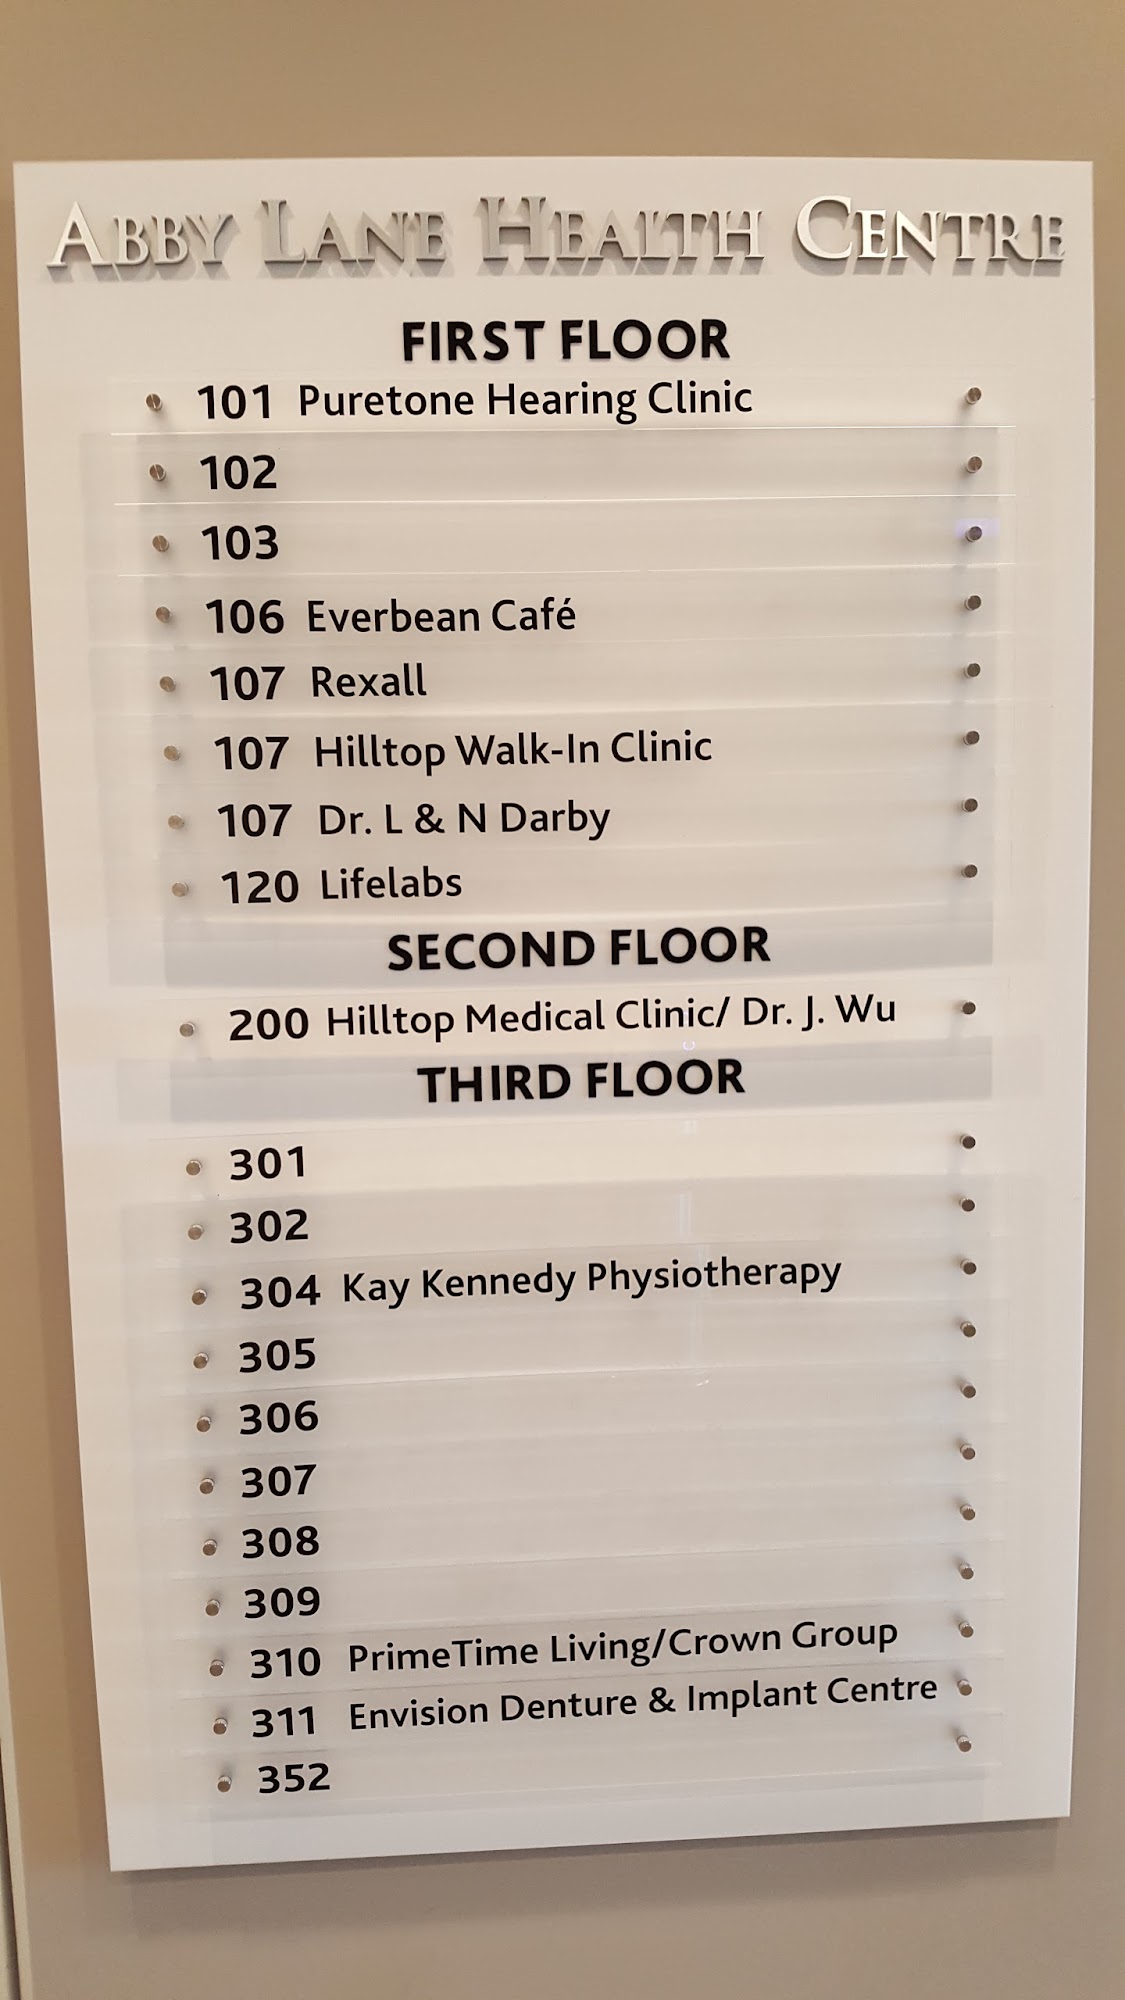 ABBY LANE HEALTH CENTRE
FIRST FLOOR
101 Puretone Hearing Clinic
102
103
106 Everbean Café
107 Rexall
107 Hilltop Walk-In Clinic
107 Dr. L & N Darby
120 Lifelabs
SECOND FLOOR
200 Hilltop Medical Clinic/ Dr. J. Wu
THIRD FLOOR
301
302
304 Kay Kennedy Physiotherapy
305
306
307
308
309
310 PrimeTime Living/Crown Group
311 Envision Denture & Implant Centre
352